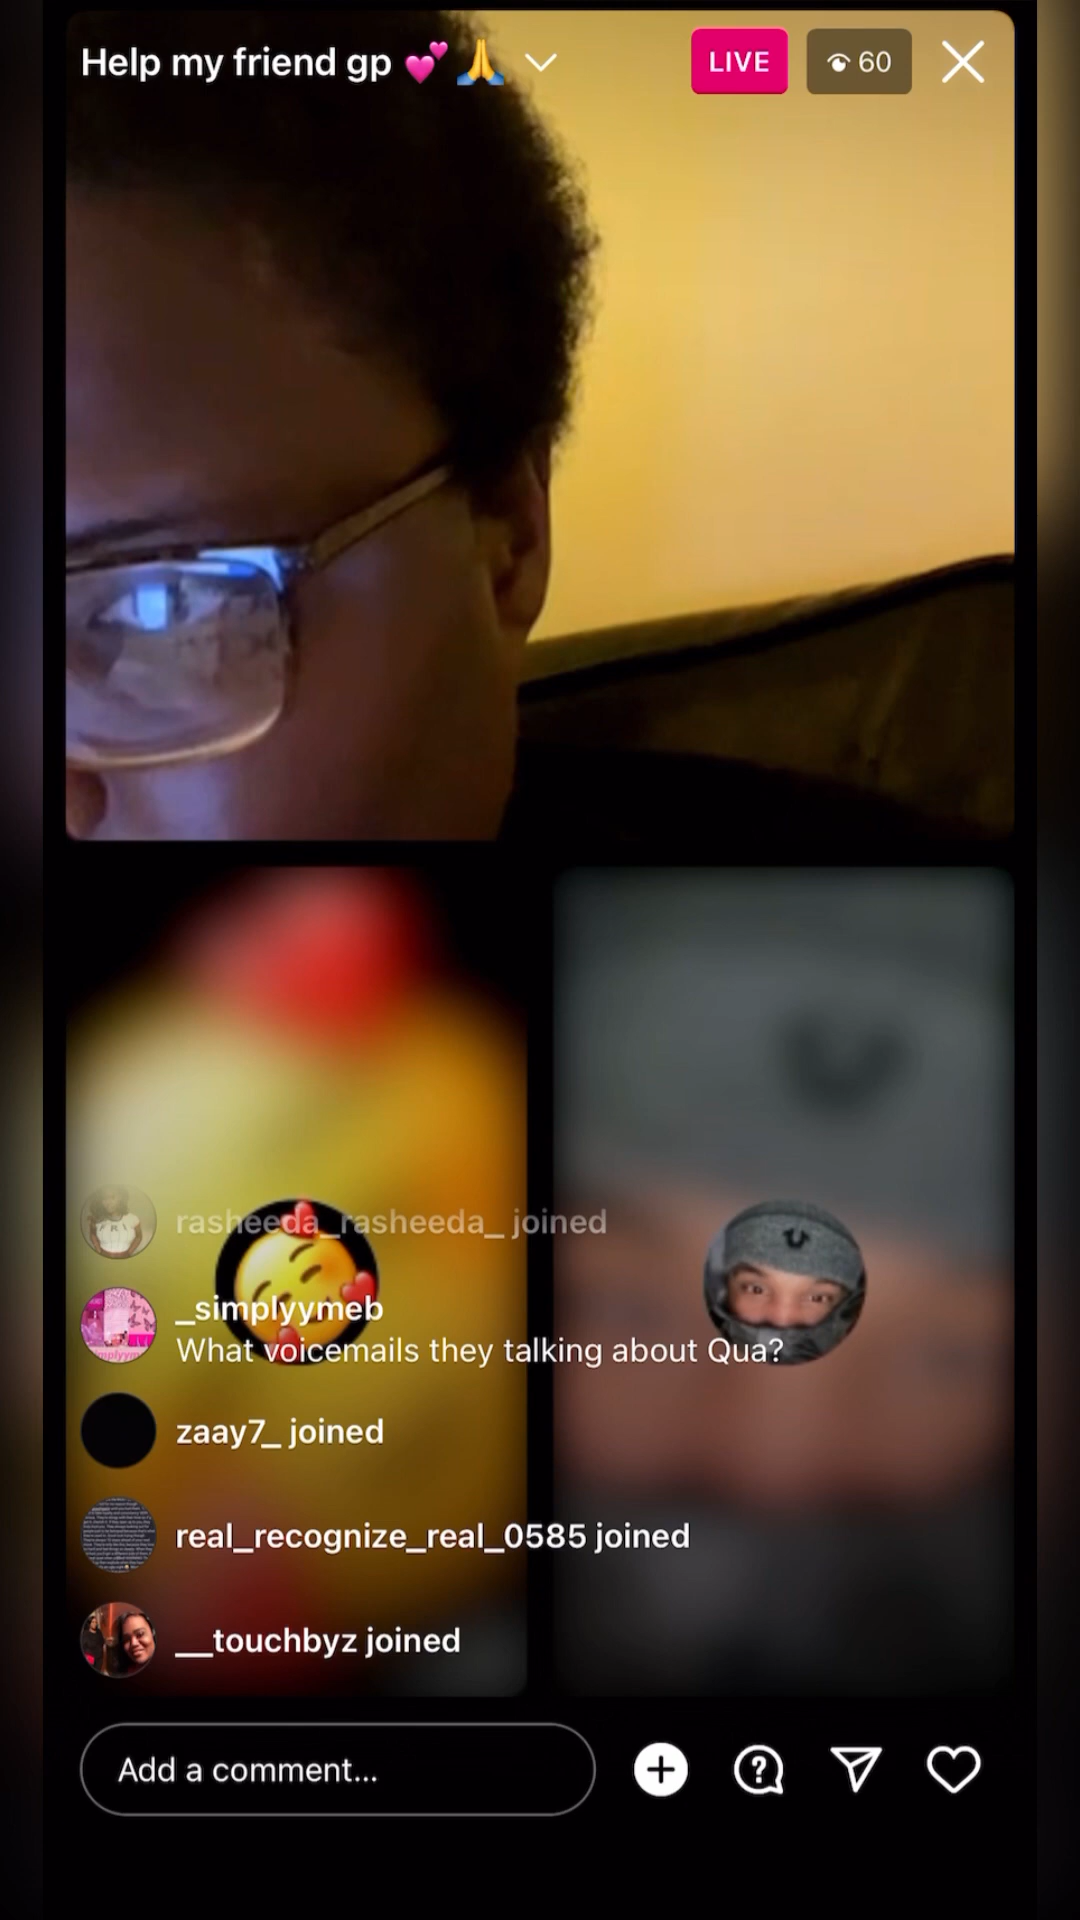 Help my friend gp 💕 🙏
LIVE
60
rasheeda_rasheeda_ joined
_simplyymeb
What voicemails they talking about Qua?
zaay7_ joined
real_recognize_real_0585 joined
__touchbyz joined
Add a comment...